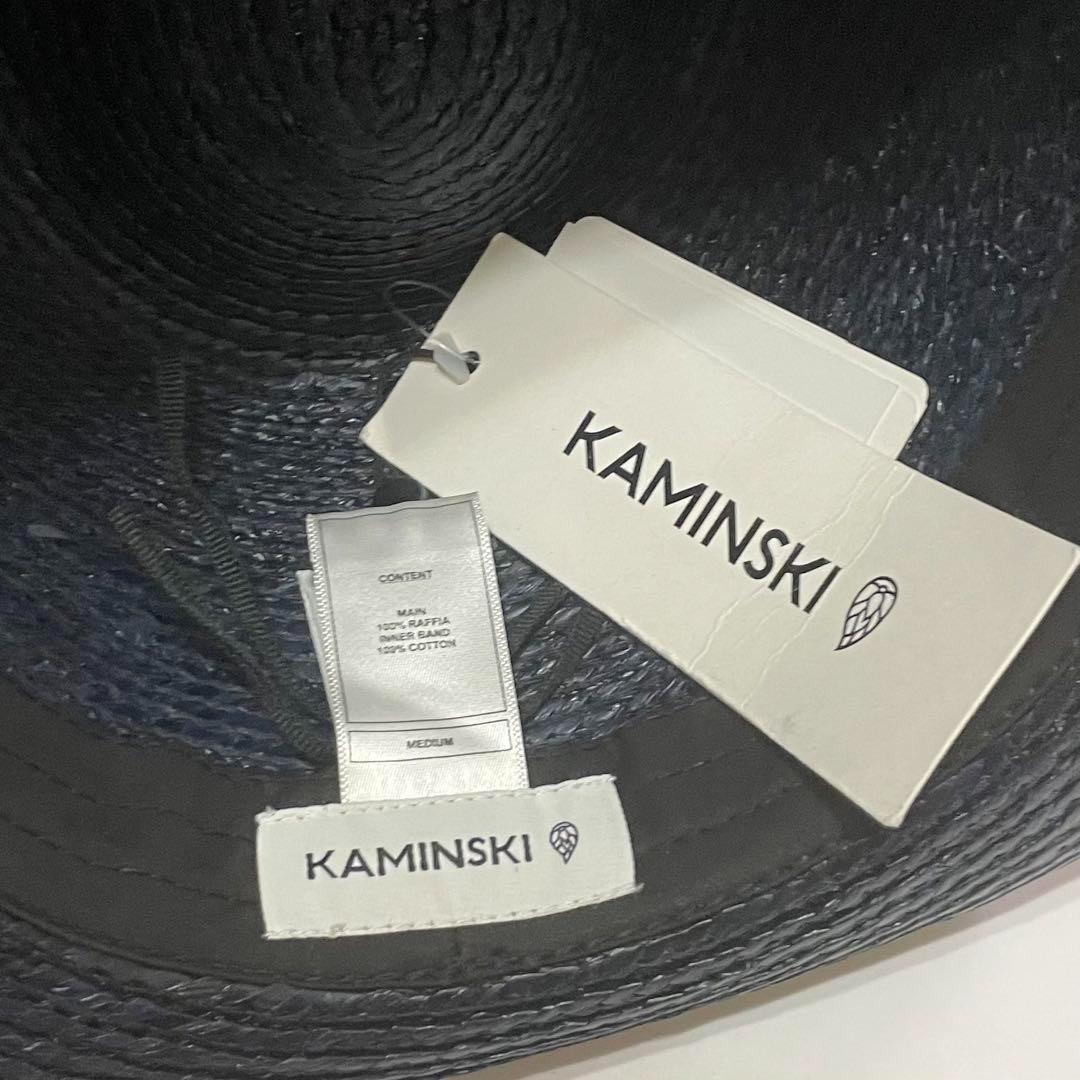 KAMINSKI
CONTENT
MAIN
100% RAFFIA
INNER BAND
100% COTTON
MEDIUM
KAMINSKI